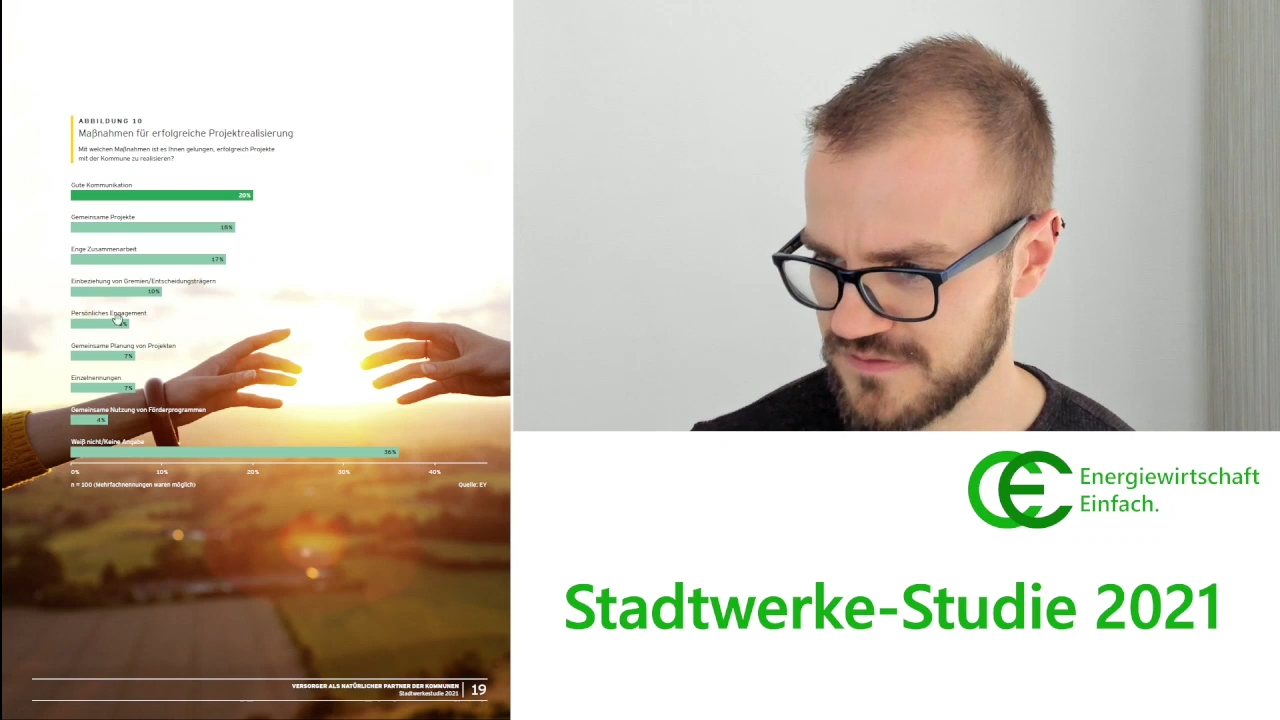 ABBILDUNG 10
Maßnahmen für erfolgreiche Projektrealisierung
Mit welchen Maßnahmen ist es Ihnen gelungen, erfolgreich Projekte
mit der Kommune zu realisieren?
Gute Kommunikation
20%
Gemeinsame Projekte
18%
Enge Zusammenarbeit
17%
Einbeziehung von Gremien/Entscheidungsträgern
10%
Persönliches Engagement
Gemeinsame Planung von Projekten
7%
Einzelnennungen
7%
Gemeinsame Nutzung von Förderprogrammen
4%
Weiß nicht/Keine Angabe
36%
0% 10% 20% 30% 40%
n = 100 (Mehrfachnennungen waren möglich) Quelle: EY
VERSORGER ALS NATÜRLICHER PARTNER DER KOMMUNEN
Stadtwerkestudie 2021
19
Energiewirtschaft
Einfach.
Stadtwerke-Studie 2021